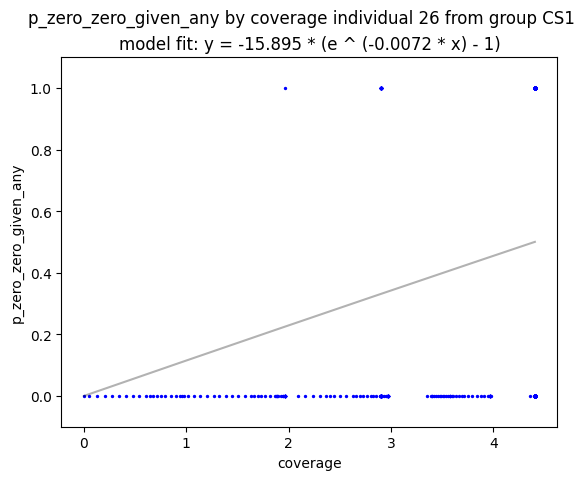 p_zero_zero_given_any by coverage individual 26 from group CS1
model fit: y = -15.895 * (e ^ (-0.0072 * x) - 1)
1.0
0.8
0.6
0.4
0.2
0.0
p_zero_zero_given_any
0 1 2 3 4
coverage